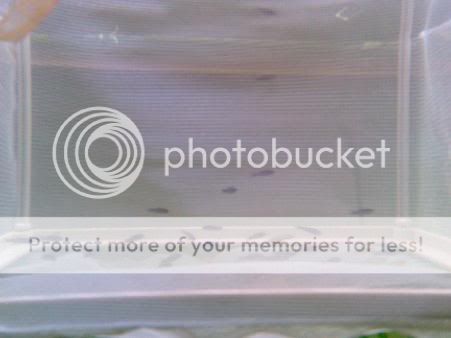 photobucket
Protect more of your memories for less!